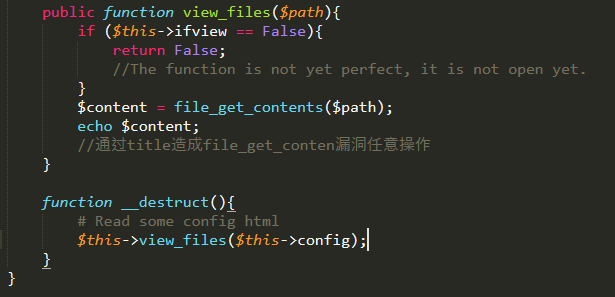 public function view_files($path){
if ($this->ifview == False){
return False;
//The function is not yet perfect, it is not open yet.
}
$content = file_get_contents($path);
echo $content;
//通过title造成file_get_conten漏洞任意操作
}
function __destruct(){
# Read some config html
$this->view_files($this->config);
}
}